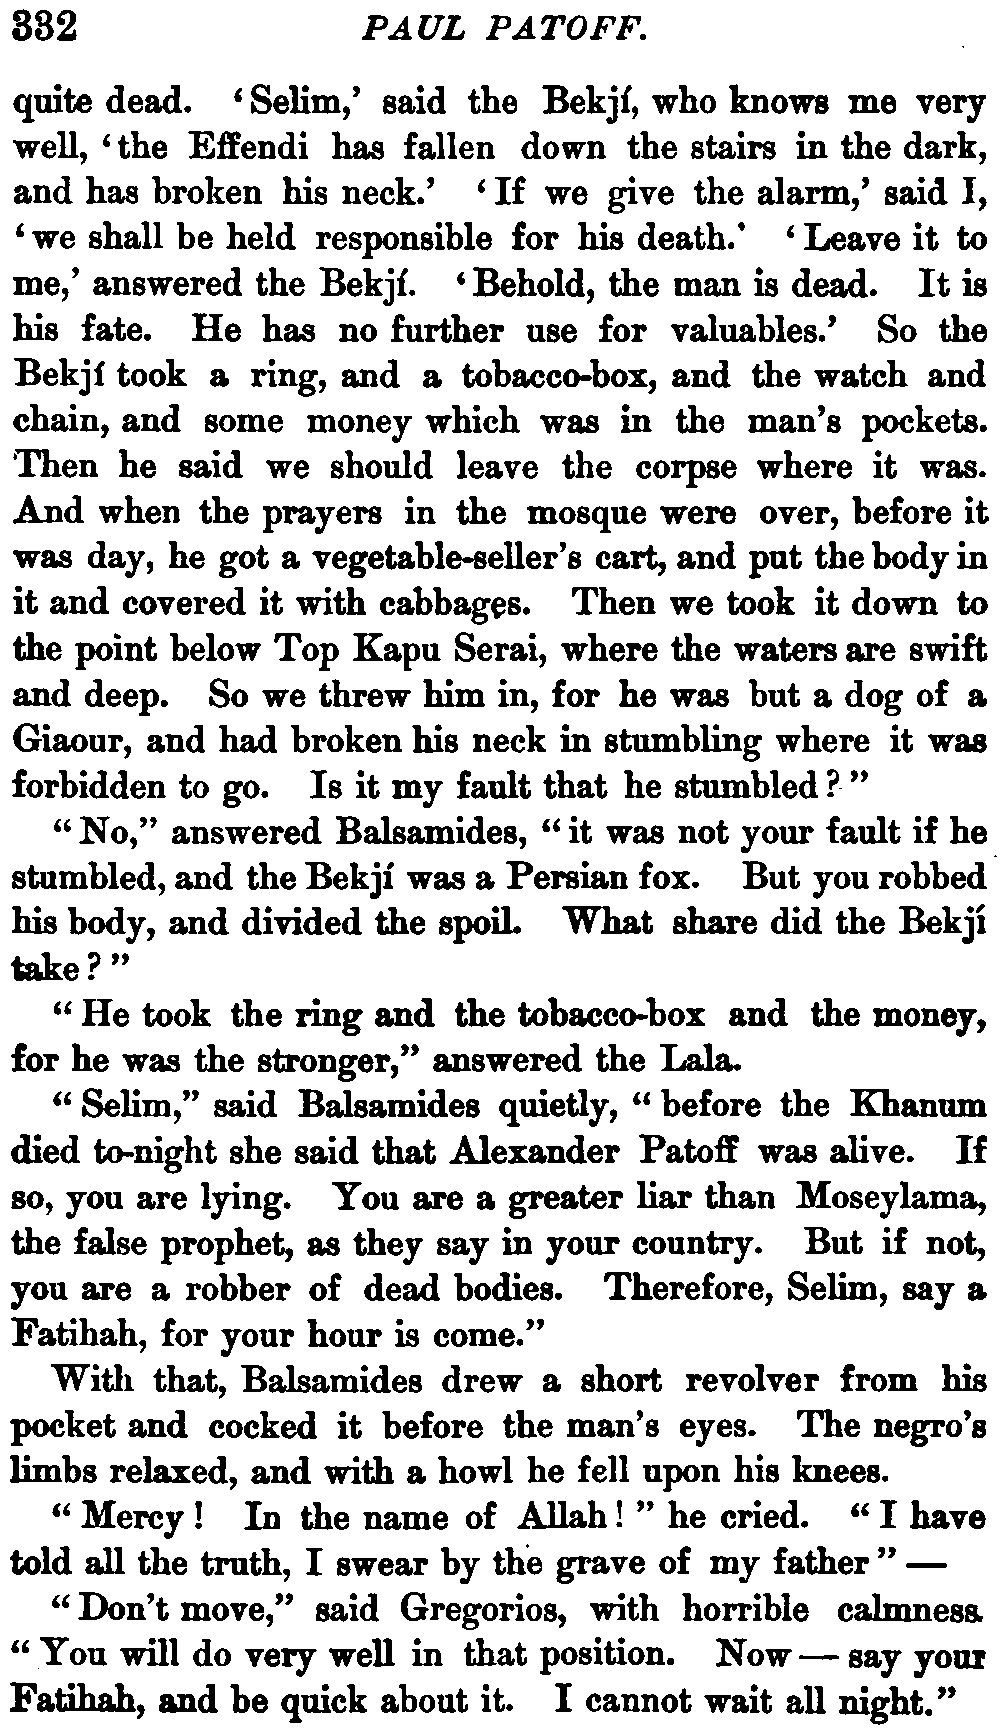 332 PAUL PATOFF.
quite dead. ‘Selim,’ said the Bekjí, who knows me very
well, ‘the Effendi has fallen down the stairs in the dark,
and has broken his neck.’ ‘If we give the alarm,’ said I,
‘we shall be held responsible for his death.’ ‘Leave it to
me,’ answered the Bekjí. ‘Behold, the man is dead. It is
his fate. He has no further use for valuables.’ So the
Bekjí took a ring, and a tobacco-box, and the watch and
chain, and some money which was in the man's pockets.
Then he said we should leave the corpse where it was.
And when the prayers in the mosque were over, before it
was day, he got a vegetable-seller's cart, and put the body in
it and covered it with cabbages. Then we took it down to
the point below Top Kapu Serai, where the waters are swift
and deep. So we threw him in, for he was but a dog of a
Giaour, and had broken his neck in stumbling where it was
forbidden to go. Is it my fault that he stumbled?”
“No,” answered Balsamides, “it was not your fault if he
stumbled, and the Bekjí was a Persian fox. But you robbed
his body, and divided the spoil. What share did the Bekjí
take?”
“He took the ring and the tobacco-box and the money,
for he was the stronger,” answered the Lala.
“Selim,” said Balsamides quietly, “before the Khanum
died to-night she said that Alexander Patoff was alive. If
so, you are lying. You are a greater liar than Moseylama,
the false prophet, as they say in your country. But if not,
you are a robber of dead bodies. Therefore, Selim, say a
Fatihah, for your hour is come.”
With that, Balsamides drew a short revolver from his
pocket and cocked it before the man's eyes. The negro's
limbs relaxed, and with a howl he fell upon his knees.
“Mercy! In the name of Allah!” he cried. “I have
told all the truth, I swear by the grave of my father”—
“Don't move,” said Gregorios, with horrible calmness.
“You will do very well in that position. Now—say your
Fatihah, and be quick about it. I cannot wait all night.”